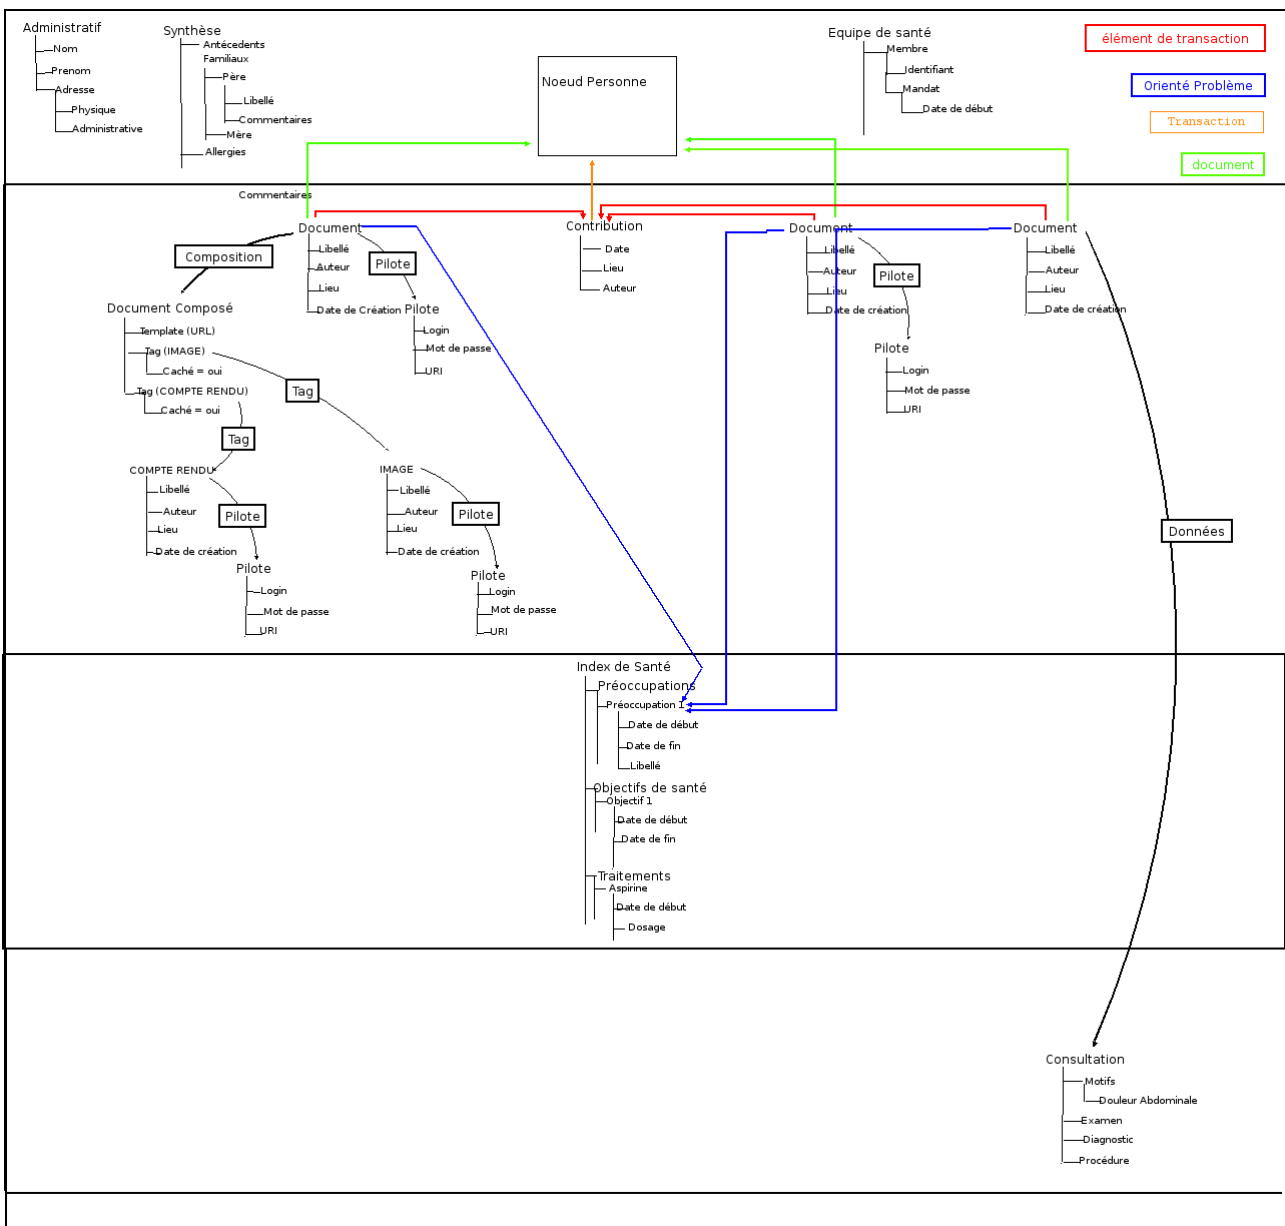 Administratif
Nom
Prenom
Adresse
Physique
Administrative
Synthèse
Antécedents
Familiaux
Père
Libellé
Commentaires
Mère
Allergies
Noeud Personne
Equipe de santé
Membre
Identifiant
Mandat
Date de début
élément de transaction
Orienté Problème
Transaction
document
Commentaires
Document
Libellé
Auteur
Lieu
Date de Création
Composition
Pilote
Pilote
Login
Mot de passe
URI
Document Composé
Template (URL)
Tag (IMAGE)
Caché = oui
Tag (COMPTE RENDU)
Caché = oui
Tag
Tag
COMPTE RENDU
Libellé
Auteur
Lieu
Date de création
Pilote
Pilote
Login
Mot de passe
URI
IMAGE
Libellé
Auteur
Lieu
Date de création
Pilote
Pilote
Login
Mot de passe
URI
Contribution
Date
Lieu
Auteur
Document
Libellé
Auteur
Lieu
Date de création
Pilote
Pilote
Login
Mot de passe
URI
Document
Libellé
Auteur
Lieu
Date de création
Données
Index de Santé
Préoccupations
Préoccupation 1
Date de début
Date de fin
Libellé
Objectifs de santé
Objectif 1
Date de début
Date de fin
Traitements
Aspirine
Date de début
Dosage
Consultation
Motifs
Douleur Abdominale
Examen
Diagnostic
Procédure